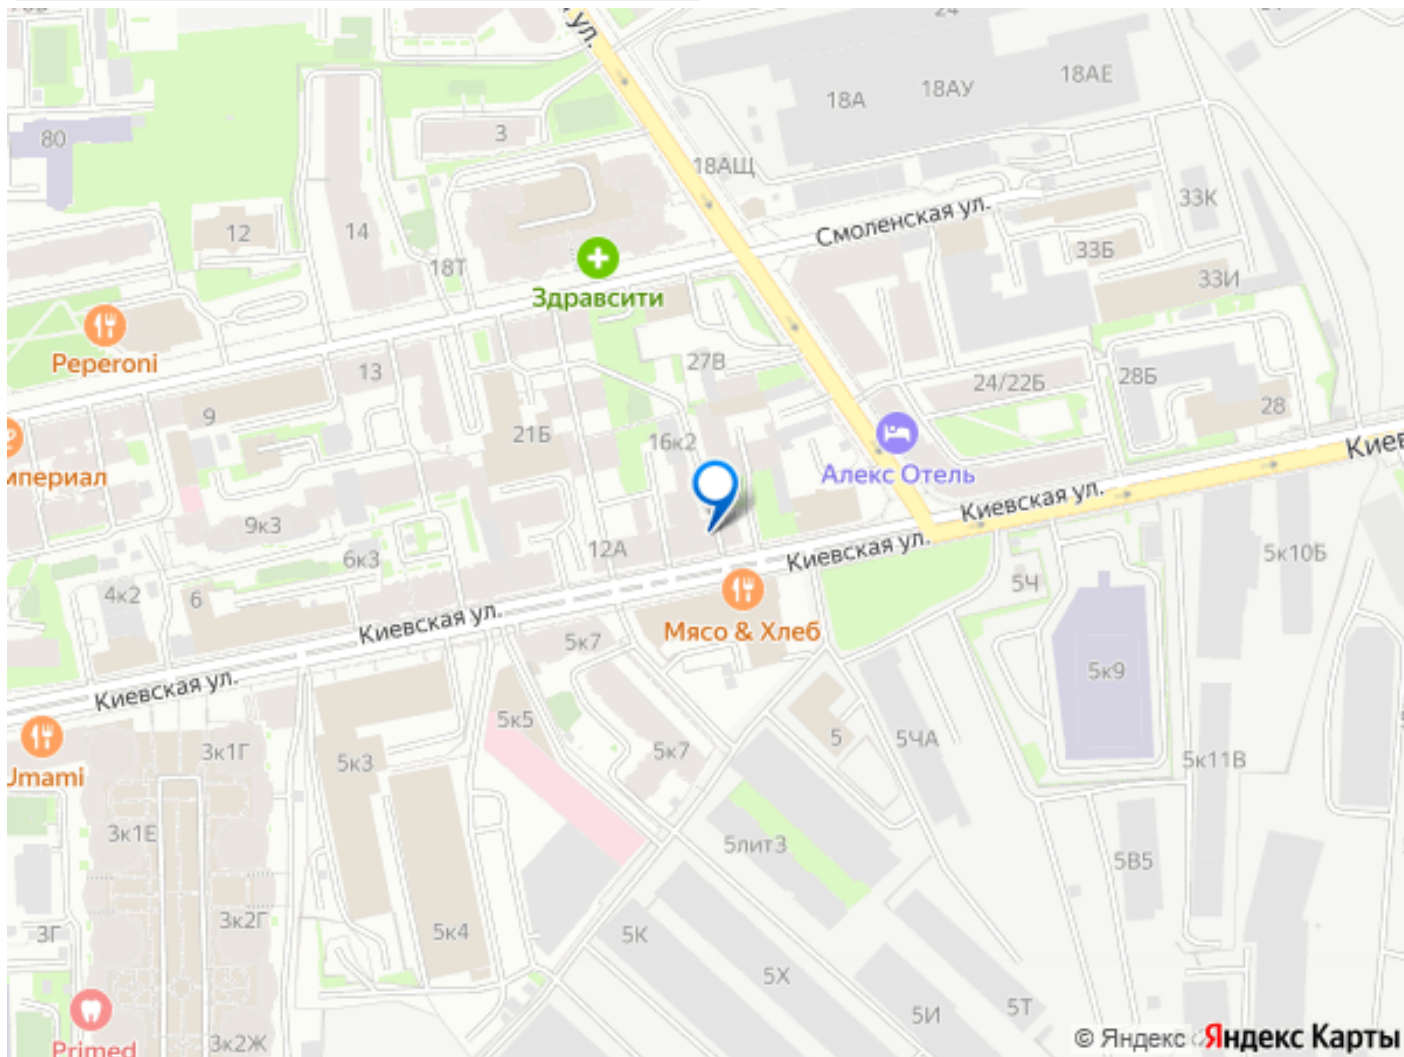 24
ул.
18АЕ
18АУ
18А
80
3
18АЩ
33К
Смоленская ул.
12
14
33Б
18Т
33И
Здравсити
Peperoni
27В
13
24/22Б
28Б
28
9
21Б
16к2
Киев
мпериал
Алекс Отель
Киевская ул.
9к3
12А
Киевская ул.
5к10Б
6к3
5Ч
4к2
6
Киевская ул.
Мясо & Хлеб
5к7
5к9
Киевская ул.
5к5
5
5ЧА
3к1Г
5к7
5к3
5к11В
Umami
3к1Е
5лит3
5В5
3к2Г
3Г
5к4
5К
5Х
5И
5Т
3к2Ж
Primed
© Яндекс
Яндекс Карты